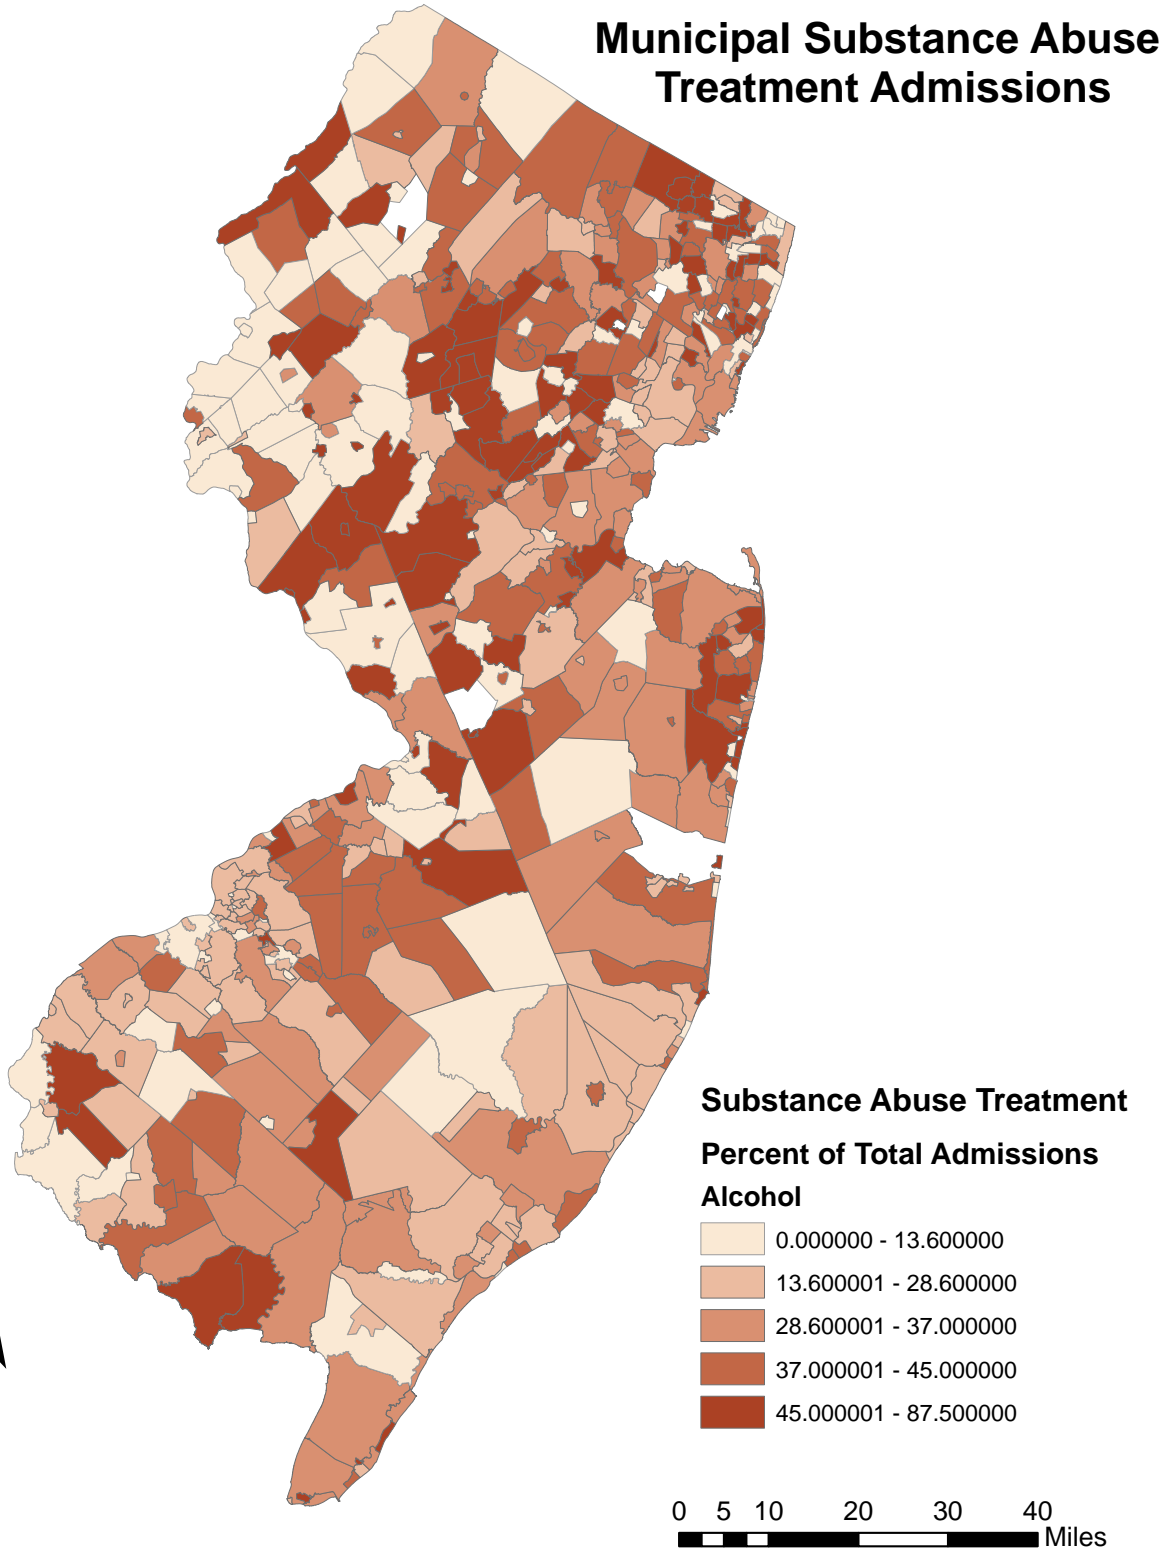 Municipal Substance Abuse
Treatment Admissions
Substance Abuse Treatment
Percent of Total Admissions
Alcohol
0.000000 - 13.600000
13.600001 - 28.600000
28.600001 - 37.000000
37.000001 - 45.000000
45.000001 - 87.500000
0 5 10 20 30 40
Miles